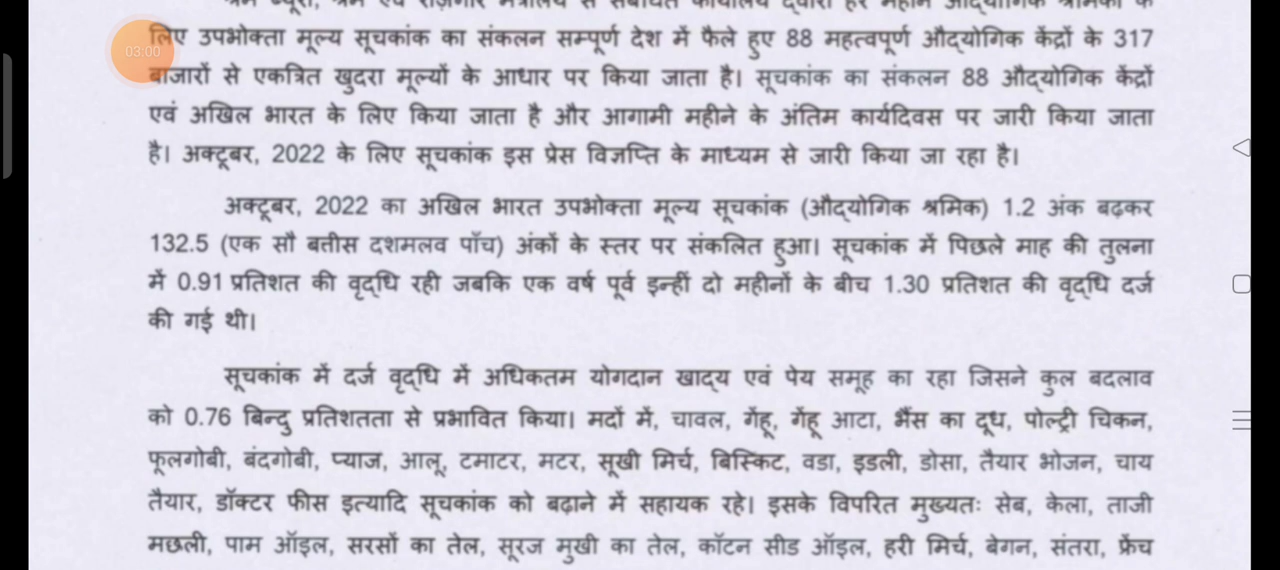 श्रम ब्यूरो, श्रम एवं रोज़गार मंत्रालय से संबंधित कार्यालय द्वारा हर महीने औद्योगिक श्रमिकों के
लिए उपभोक्ता मूल्य सूचकांक का संकलन सम्पूर्ण देश में फैले हुए 88 महत्वपूर्ण औद्योगिक केंद्रों के 317
03:00
बाजारों से एकत्रित खुदरा मूल्यों के आधार पर किया जाता है। सूचकांक का संकलन 88 औद्योगिक केंद्रों
एवं अखिल भारत के लिए किया जाता है और आगामी महीने के अंतिम कार्यदिवस पर जारी किया जाता
है। अक्टूबर, 2022 के लिए सूचकांक इस प्रेस विज्ञप्ति के माध्यम से जारी किया जा रहा है।
अक्टूबर, 2022 का अखिल भारत उपभोक्ता मूल्य सूचकांक (औद्योगिक श्रमिक) 1.2 अंक बढ़कर
132.5 (एक सौ बतीस दशमलव पाँच) अंकों के स्तर पर संकलित हुआ। सूचकांक में पिछले माह की तुलना
में 0.91 प्रतिशत की वृद्धि रही जबकि एक वर्ष पूर्व इन्हीं दो महीनों के बीच 1.30 प्रतिशत की वृद्धि दर्ज
की गई थी।
सूचकांक में दर्ज वृद्धि में अधिकतम योगदान खाद्य एवं पेय समूह का रहा जिसने कुल बदलाव
को 0.76 बिन्दु प्रतिशतता से प्रभावित किया। मदों में, चावल, गेंहू, गेंहू आटा, भैंस का दूध, पोल्ट्री चिकन,
फूलगोबी, बंदगोबी, प्याज, आलू, टमाटर, मटर, सूखी मिर्च, बिस्किट, वडा, इडली, डोसा, तैयार भोजन, चाय
तैयार, डॉक्टर फीस इत्यादि सूचकांक को बढ़ाने में सहायक रहे। इसके विपरित मुख्यतः सेब, केला, ताजी
मछली, पाम ऑइल, सरसों का तेल, सूरज मुखी का तेल, कॉटन सीड ऑइल, हरी मिर्च, बेगन, संतरा, फ्रेंच